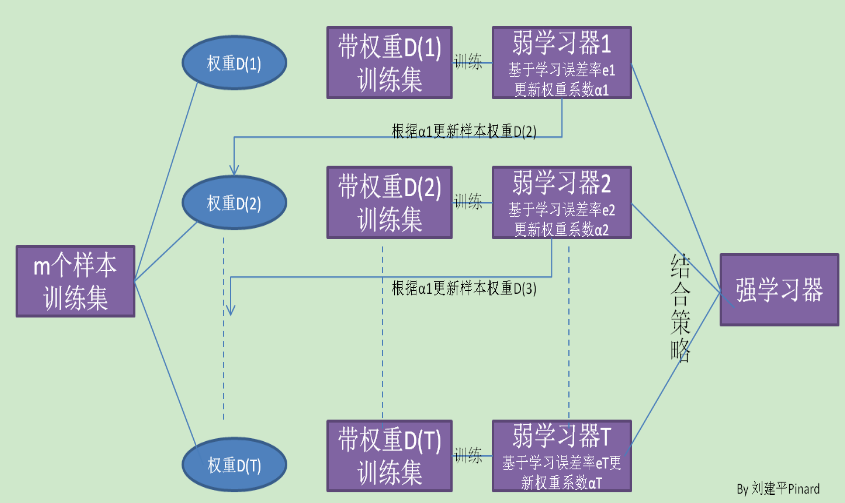 权重D(1)
带权重D(1)
训练集
训练
弱学习器1
基于学习误差率e1
更新权重系数α1
根据α1更新样本权重D(2)
权重D(2)
带权重D(2)
训练集
训练
弱学习器2
基于学习误差率e2
更新权重系数α2
m个样本
训练集
根据α1更新样本权重D(3)
结合策略
强学习器
权重D(T)
带权重D(T)
训练集
训练
弱学习器T
基于学习误差率eT更
新权重系数αT
By 刘建平Pinard